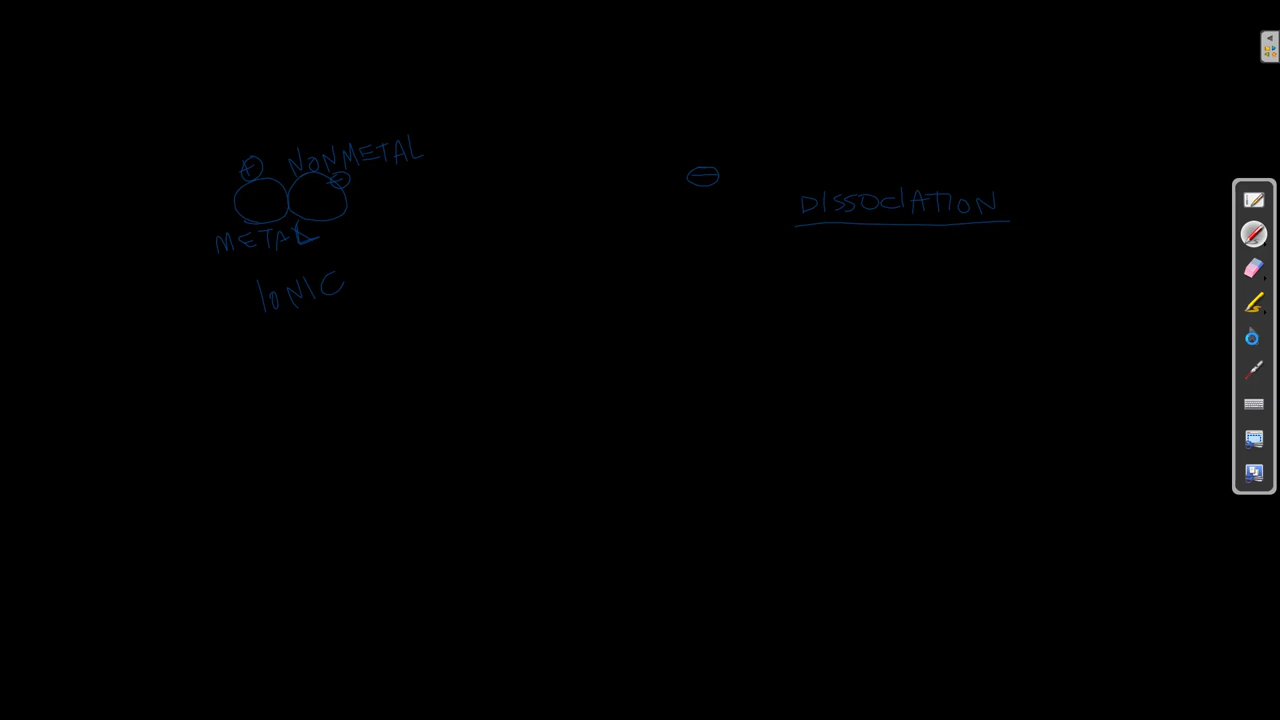 + NONMETAL
−
−
DISSOCIATION
METAL
IONIC